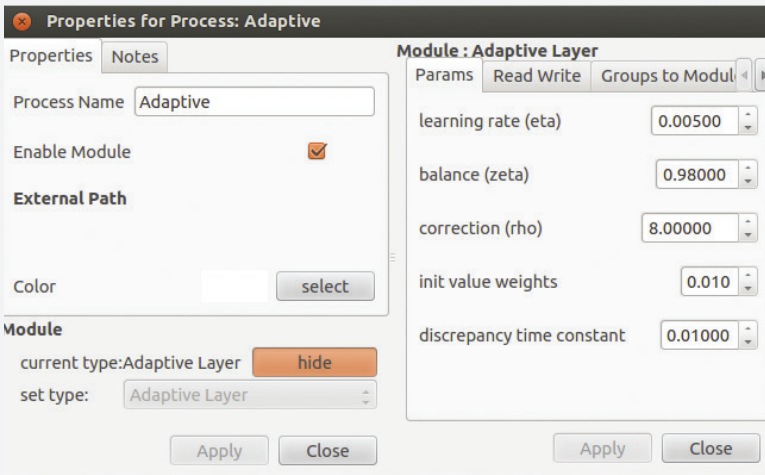 Properties for Process: Adaptive
Properties Notes
Process Name Adaptive
Enable Module
External Path
Color select
Module
current type:Adaptive Layer hide
set type: Adaptive Layer
Apply Close
Module : Adaptive Layer
Params Read Write Groups to Modul
learning rate (eta) 0.00500
balance (zeta) 0.98000
correction (rho) 8.00000
init value weights 0.010
discrepancy time constant 0.01000
Apply Close